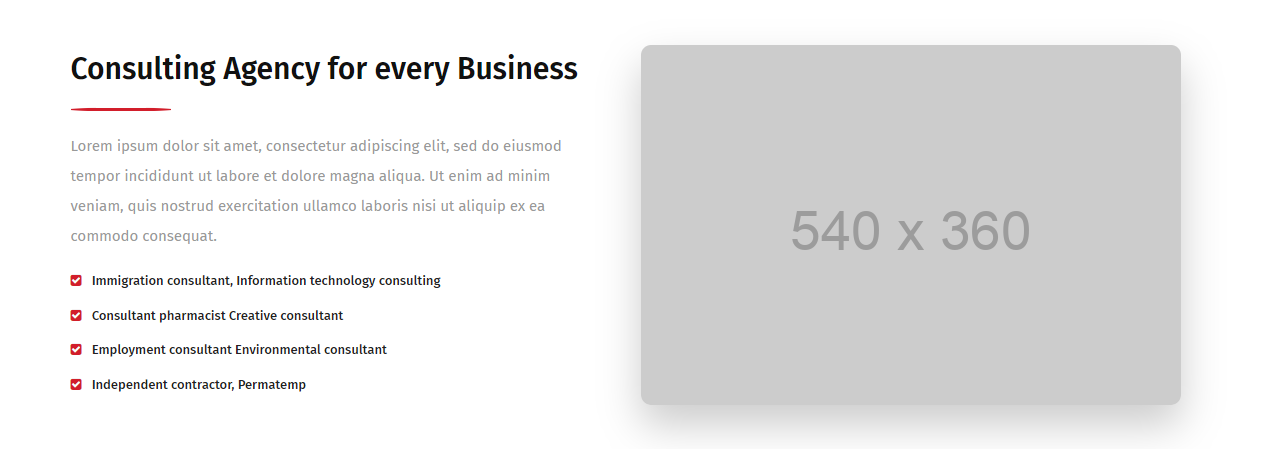 Consulting Agency for every Business
Lorem ipsum dolor sit amet, consectetur adipiscing elit, sed do eiusmod
tempor incididunt ut labore et dolore magna aliqua. Ut enim ad minim
veniam, quis nostrud exercitation ullamco laboris nisi ut aliquip ex ea
commodo consequat.
Immigration consultant, Information technology consulting
Consultant pharmacist Creative consultant
Employment consultant Environmental consultant
Independent contractor, Permatemp
540 x 360